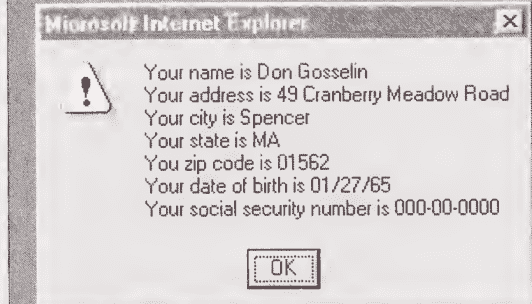 Microsoft Internet Explorer
Your name is Don Gosselin
Your address is 49 Cranberry Meadow Road
Your city is Spencer
Your state is MA
You zip code is 01562
Your date of birth is 01/27/65
Your social security number is 000-00-0000
OK